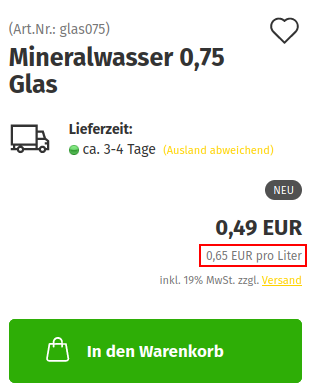 (Art.Nr.: glas075)
Mineralwasser 0,75
Glas
Lieferzeit:
ca. 3-4 Tage (Ausland abweichend)
NEU
0,49 EUR
0,65 EUR pro Liter
inkl. 19% MwSt. zzgl. Versand
In den Warenkorb